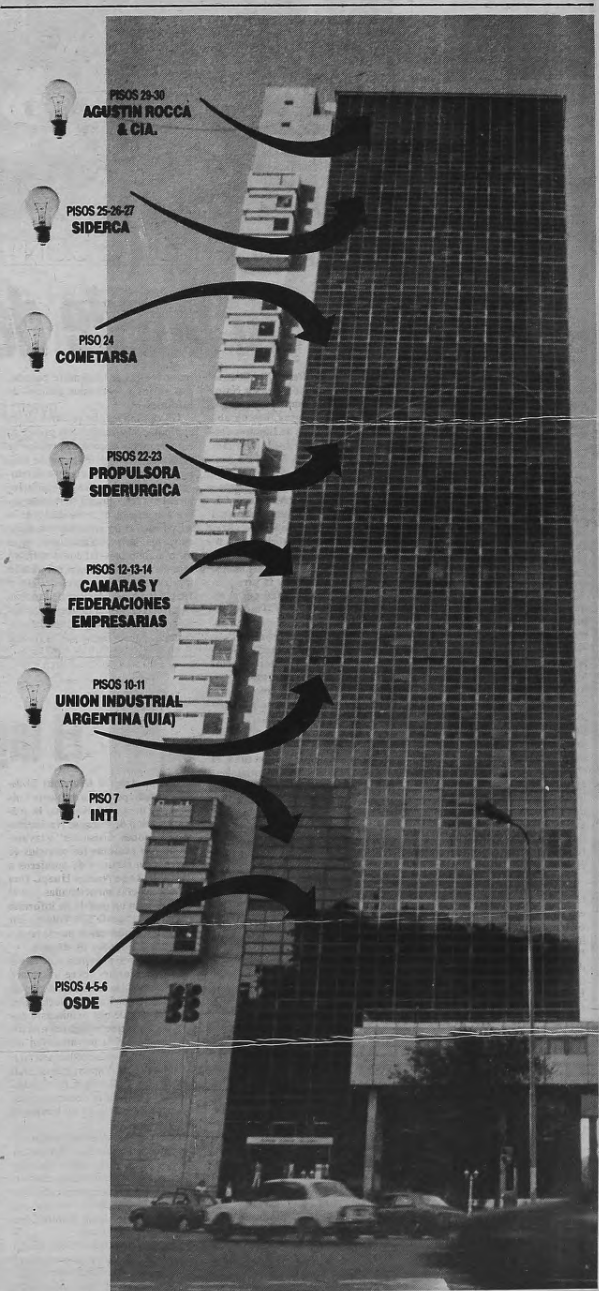 PISOS 29-30
AGUSTIN ROCCA
& CIA.
PISOS 25-26-27
SIDERCA
PISO 24
COMETARSA
PISOS 22-23
PROPULSORA
SIDERURGICA
PISOS 12-13-14
CAMARAS Y
FEDERACIONES
EMPRESARIAS
PISOS 10-11
UNION INDUSTRIAL
ARGENTINA (UIA)
PISO 7
INTI
PISOS 4-5-6
OSDE